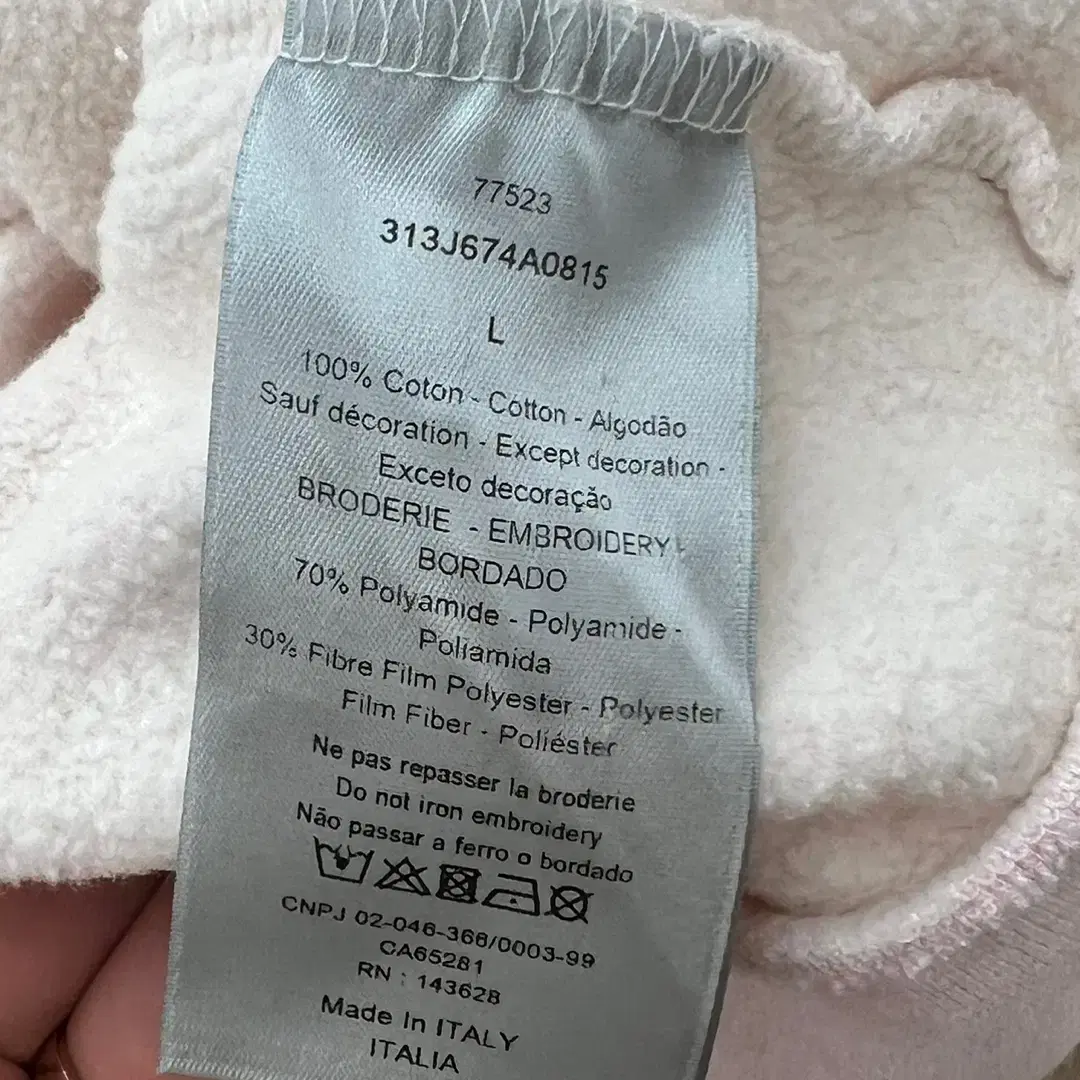 77523
313J674A0815
L
100% Coton - Cotton - Algodão
Sauf décoration - Except decoration -
Exceto decoração
BRODERIE - EMBROIDERY -
BORDADO
70% Polyamide - Polyamide -
Poliamida
30% Fibre Film Polyester - Polyester
Film Fiber - Poliéster
Ne pas repasser la broderie
Do not iron embroidery
Não passar a ferro o bordado
CNPJ 02-046-368/0003-99
CA65281
RN : 143628
Made In ITALY
ITALIA